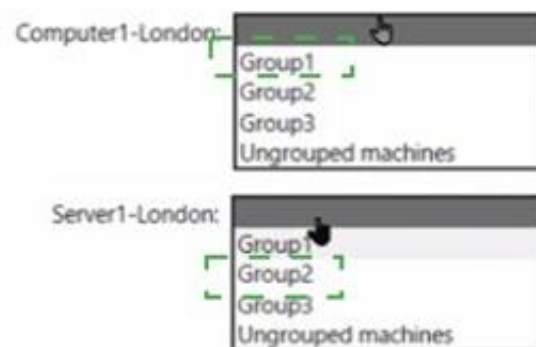 Computer1-London:
Group1
Group2
Group3
Ungrouped machines
Server1-London:
Group1
Group2
Group3
Ungrouped machines